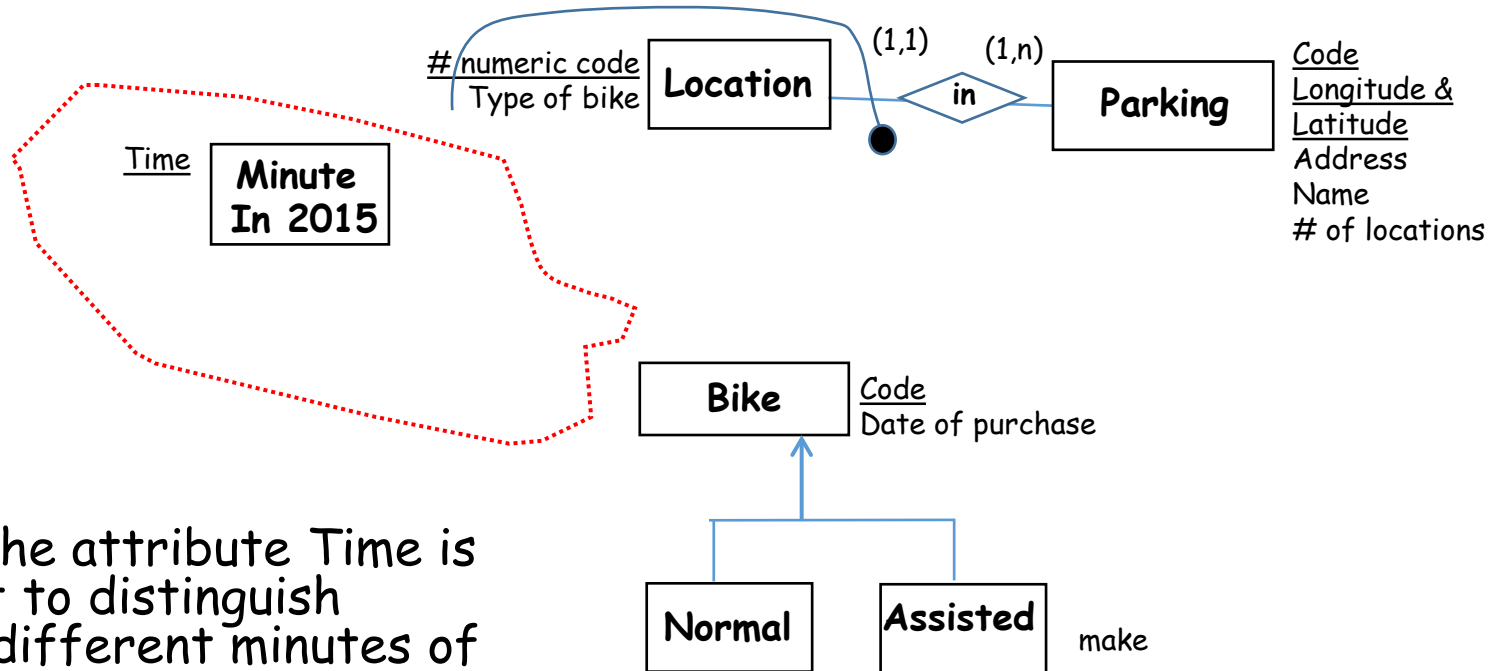 # numeric code
Type of bike
Location
(1,1)
in
(1,n)
Parking
Code
Longitude &
Latitude
Address
Name
# of locations
Time
Minute
In 2015
Bike
Code
Date of purchase
Normal
Assisted
make
he attribute Time is
to distinguish
different minutes of